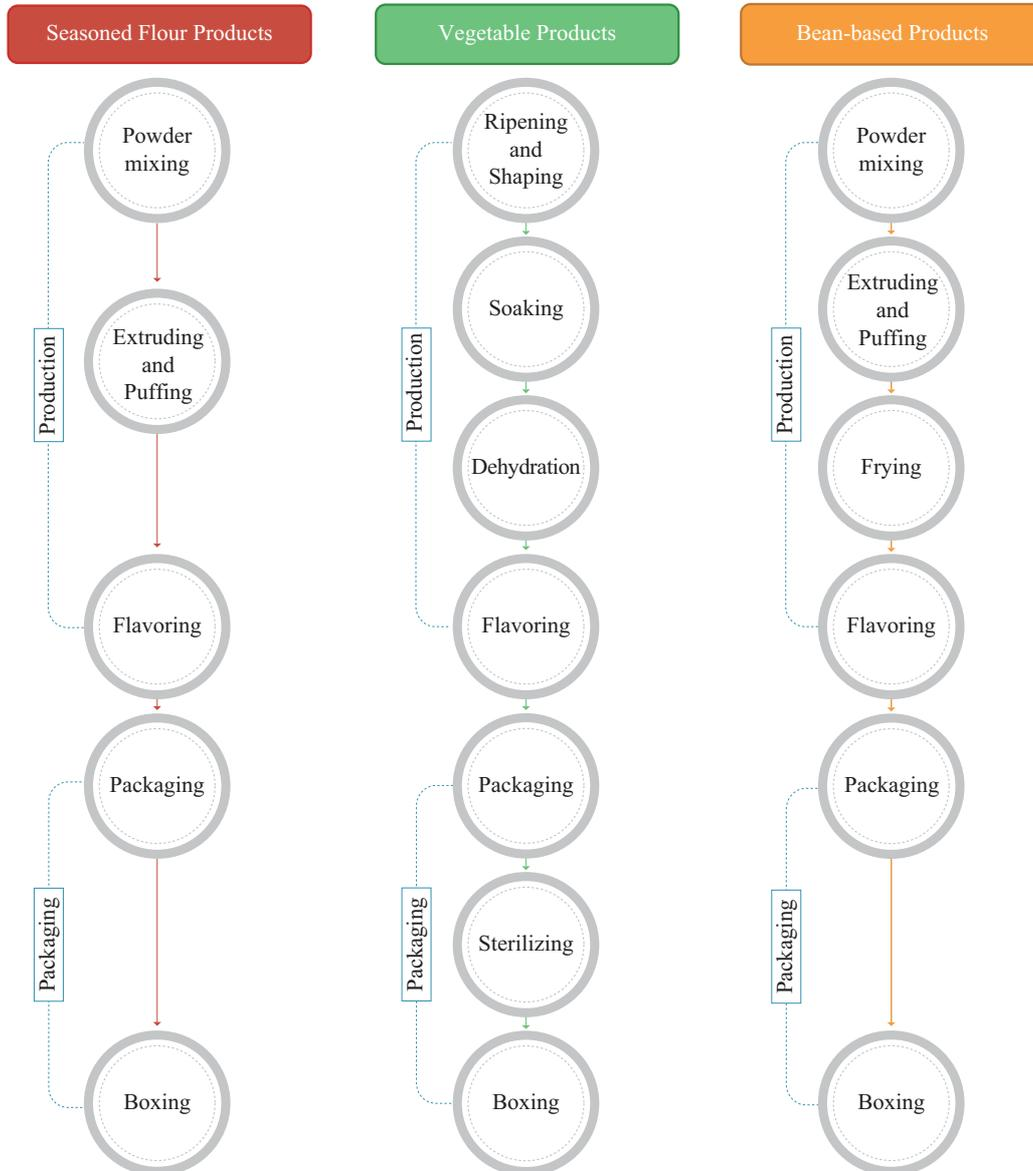 Seasoned Flour Products
Powder
mixing
Extruding
and
Puffing
Flavoring
Packaging
Boxing
Production
Packaging
Vegetable Products
Ripening
and
Shaping
Soaking
Dehydration
Flavoring
Packaging
Sterilizing
Boxing
Production
Packaging
Bean-based Products
Powder
mixing
Extruding
and
Puffing
Frying
Flavoring
Packaging
Boxing
Production
Packaging